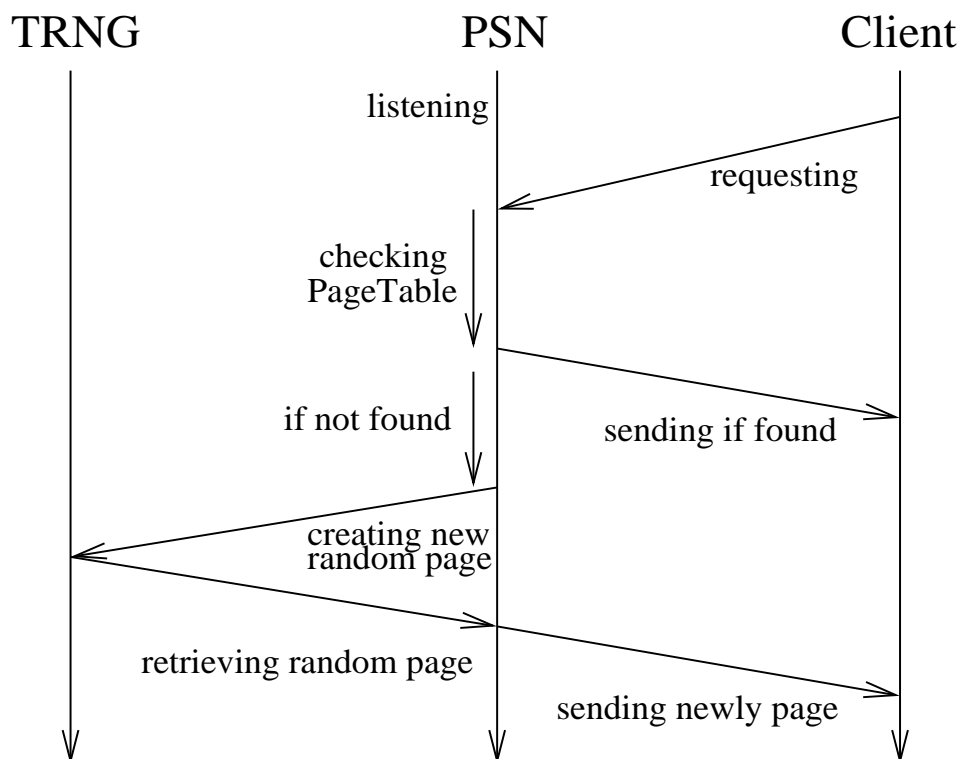 TRNG PSN Client
listening
requesting
checking
PageTable
if not found
sending if found
creating new
random page
retrieving random page
sending newly page